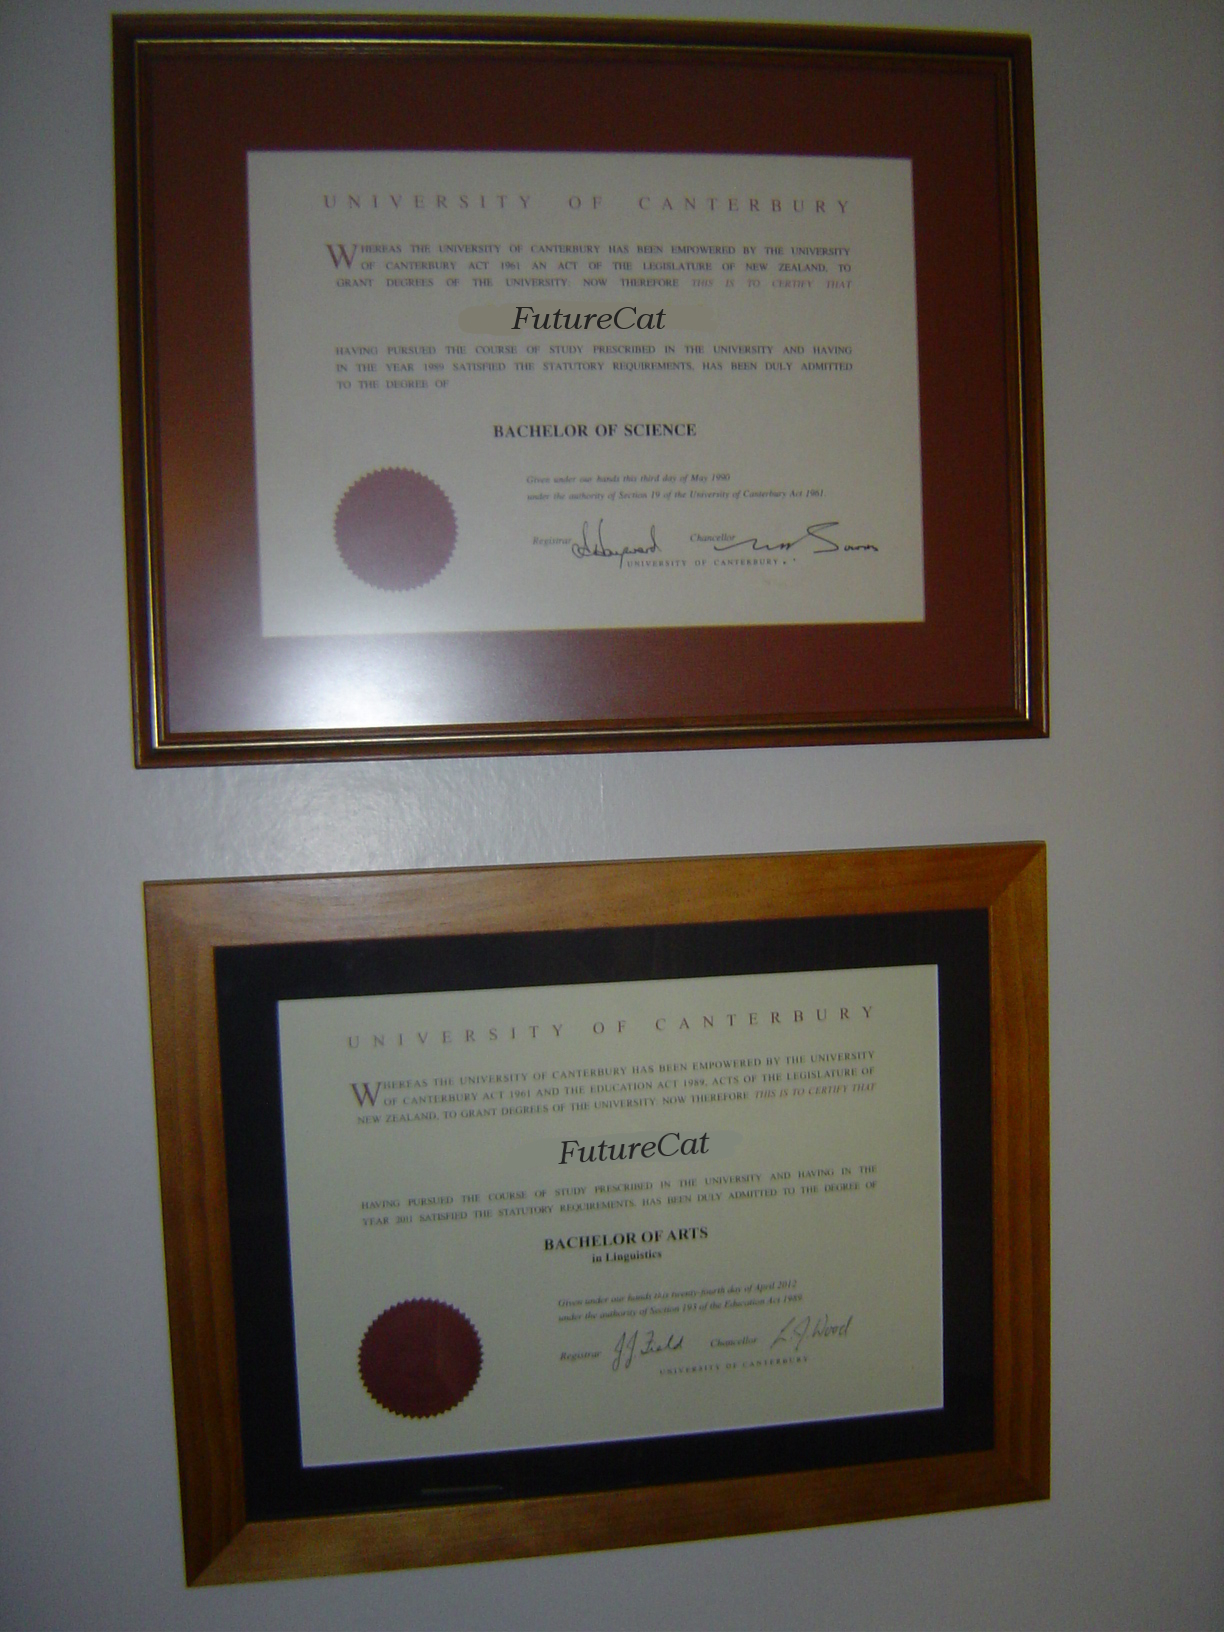 UNIVERSITY OF CANTERBURY
WHEREAS THE UNIVERSITY OF CANTERBURY HAS BEEN EMPOWERED BY THE UNIVERSITY
OF CANTERBURY ACT 1961 AN ACT OF THE LEGISLATURE OF NEW ZEALAND, TO
GRANT DEGREES OF THE UNIVERSITY: NOW THEREFORE THIS IS TO CERTIFY THAT
FutureCat
HAVING PURSUED THE COURSE OF STUDY PRESCRIBED IN THE UNIVERSITY AND HAVING
IN THE YEAR 1989 SATISFIED THE STATUTORY REQUIREMENTS, HAS BEEN DULY ADMITTED
TO THE DEGREE OF
BACHELOR OF SCIENCE
Given under our hands this third day of May 1990
under the authority of Section 19 of the University of Canterbury Act 1961.
Registrar Chancellor
UNIVERSITY OF CANTERBURY
UNIVERSITY OF CANTERBURY
WHEREAS THE UNIVERSITY OF CANTERBURY HAS BEEN EMPOWERED BY THE UNIVERSITY
OF CANTERBURY ACT 1961 AND THE EDUCATION ACT 1989, ACTS OF THE LEGISLATURE OF
NEW ZEALAND, TO GRANT DEGREES OF THE UNIVERSITY: NOW THEREFORE THIS IS TO CERTIFY THAT
FutureCat
HAVING PURSUED THE COURSE OF STUDY PRESCRIBED IN THE UNIVERSITY AND HAVING IN THE
YEAR 2011 SATISFIED THE STATUTORY REQUIREMENTS, HAS BEEN DULY ADMITTED TO THE DEGREE OF
BACHELOR OF ARTS
in Linguistics
Given under our hands this twenty-fourth day of April 2012
under the authority of Section 193 of the Education Act 1989.
Registrar J J Field Chancellor L J Wood
UNIVERSITY OF CANTERBURY